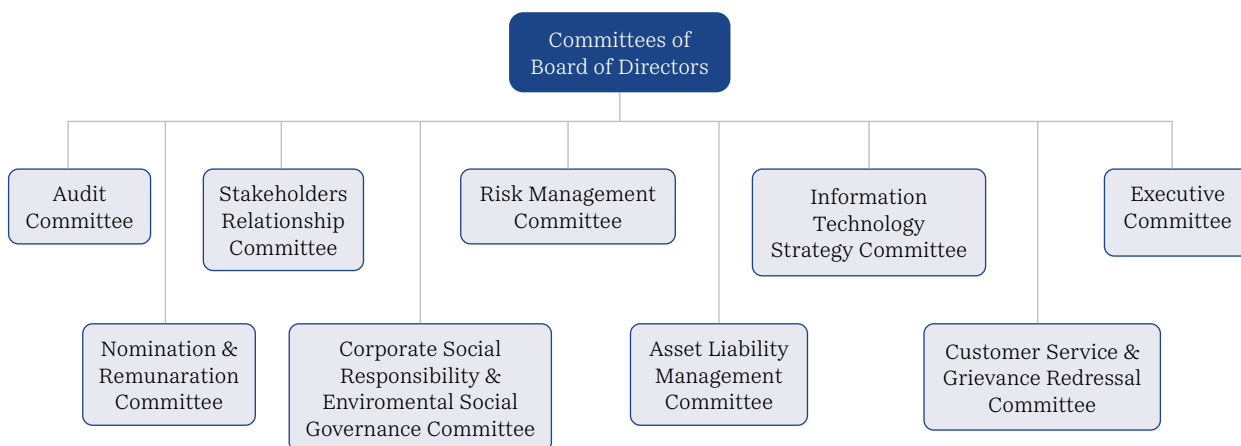 Committees of
Board of Directors
Audit
Committee
Stakeholders
Relationship
Committee
Risk Management
Committee
Information
Technology
Strategy Committee
Executive
Committee
Nomination &
Remunaration
Committee
Corporate Social
Responsibility &
Enviromental Social
Governance Committee
Asset Liability
Management
Committee
Customer Service &
Grievance Redressal
Committee